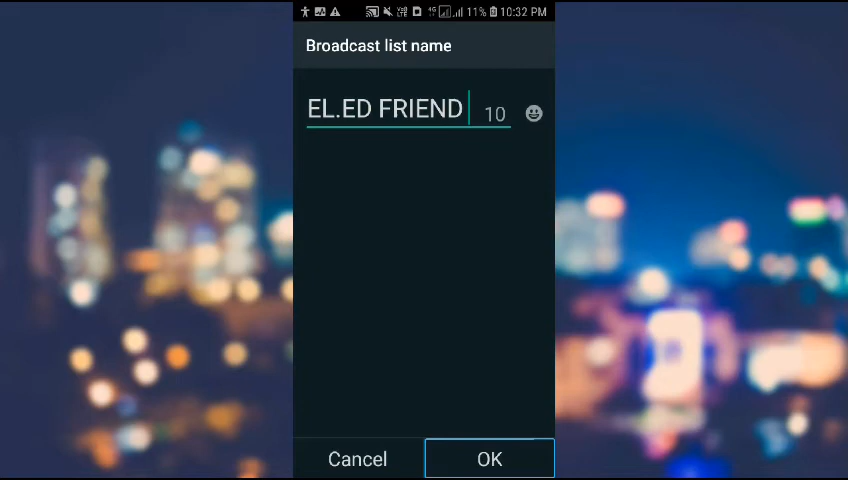 11% 10:32 PM
Broadcast list name
EL.ED FRIEND 10
Cancel OK